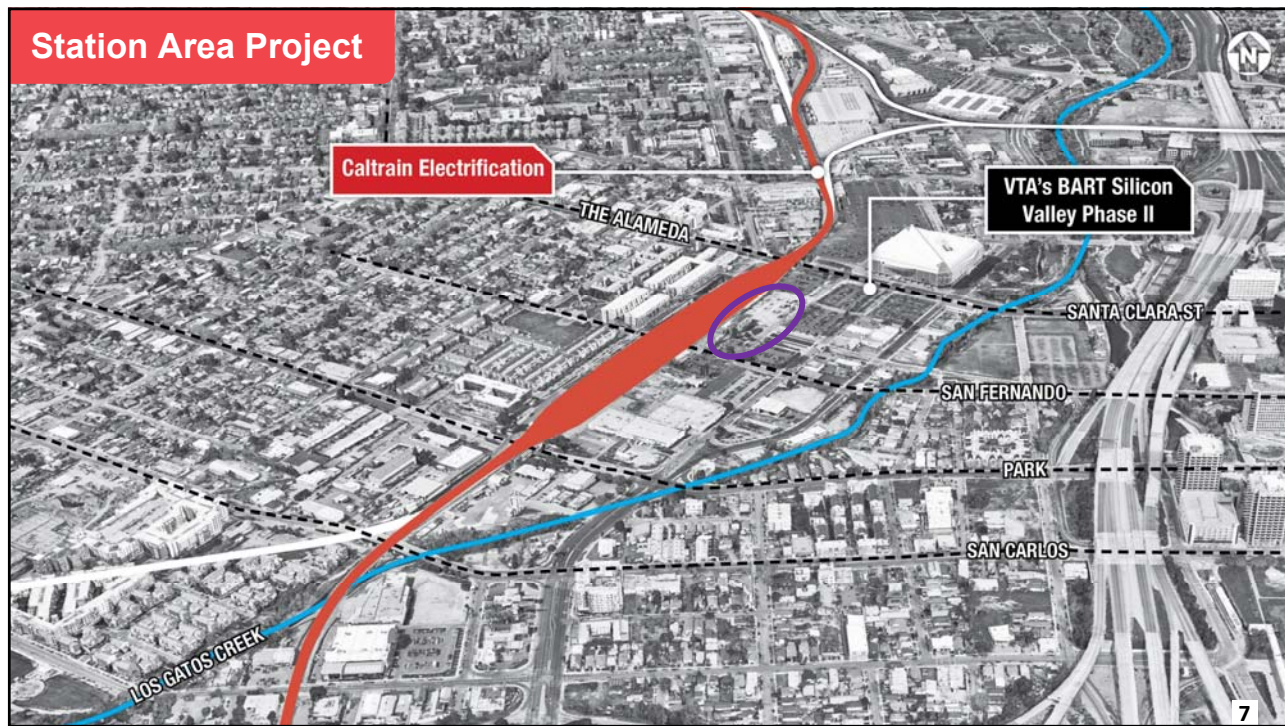 Station Area Project
N
Caltrain Electrification
VTA's BART Silicon
Valley Phase II
THE ALAMEDA
SANTA CLARA ST
SAN FERNANDO
PARK
SAN CARLOS
LOS GATOS CREEK
7